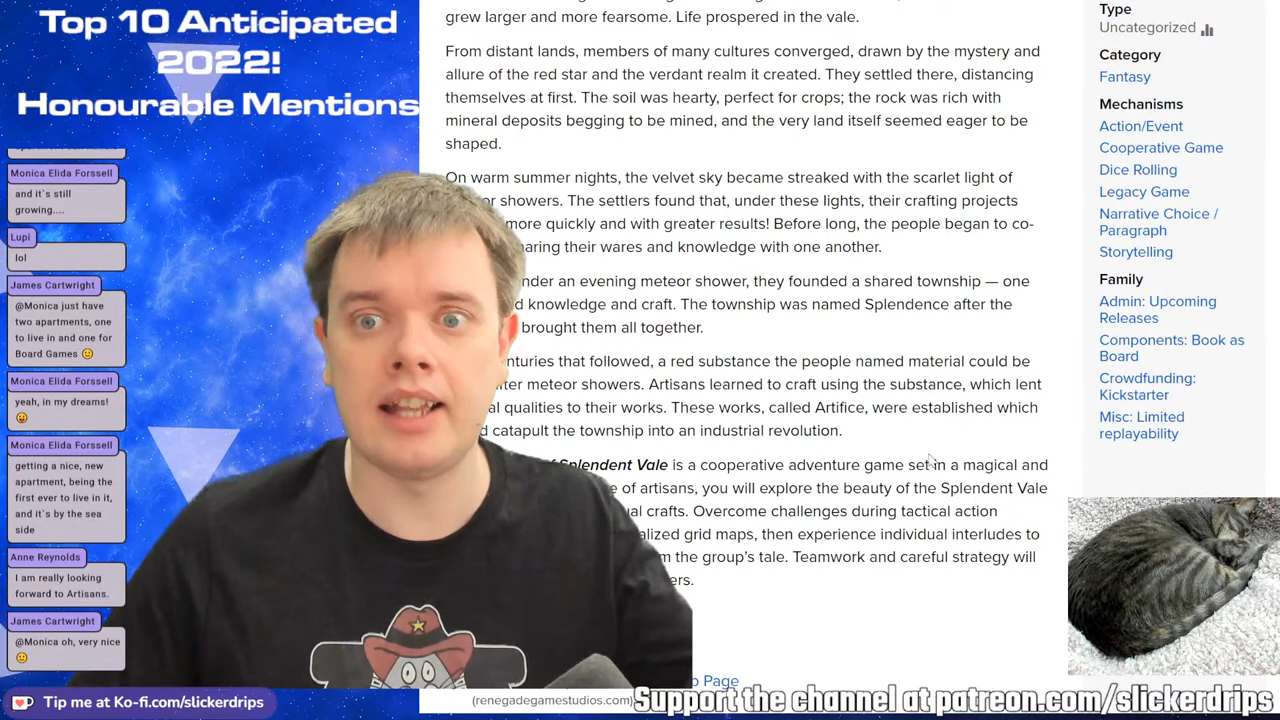 Top 10 Anticipated
2022!
Honourable Mentions
Monica Elida Forssell
and it`s still
growing....
Lupi
lol
James Cartwright
@Monica just have
two apartments, one
to live in and one for
Board Games
Monica Elida Forssell
yeah, in my dreams!
Monica Elida Forssell
getting a nice, new
apartment, being the
first ever to live in it,
and it`s by the sea
side
Anne Reynolds
I am really looking
forward to Artisans.
James Cartwright
@Monica oh, very nice
Tip me at Ko-fi.com/slickerdrips
grew larger and more fearsome. Life prospered in the vale.
From distant lands, members of many cultures converged, drawn by the mystery and
allure of the red star and the verdant realm it created. They settled there, distancing
themselves at first. The soil was hearty, perfect for crops; the rock was rich with
mineral deposits begging to be mined, and the very land itself seemed eager to be
shaped.
On warm summer nights, the velvet sky became streaked with the scarlet light of
showers. The settlers found that, under these lights, their crafting projects
more quickly and with greater results! Before long, the people began to co-
haring their wares and knowledge with one another.
nder an evening meteor shower, they founded a shared township — one
d knowledge and craft. The township was named Splendence after the
brought them all together.
nturies that followed, a red substance the people named material could be
meteor showers. Artisans learned to craft using the substance, which lent
al qualities to their works. These works, called Artifice, were established which
d catapult the township into an industrial revolution.
of Splendent Vale is a cooperative adventure game set in a magical and
e of artisans, you will explore the beauty of the Splendent Vale
ual crafts. Overcome challenges during tactical action
alized grid maps, then experience individual interludes to
m the group's tale. Teamwork and careful strategy will
ers.
Page
(renegadegamestudios.com)
Type
Uncategorized
Category
Fantasy
Mechanisms
Action/Event
Cooperative Game
Dice Rolling
Legacy Game
Narrative Choice /
Paragraph
Storytelling
Family
Admin: Upcoming
Releases
Components: Book as
Board
Crowdfunding:
Kickstarter
Misc: Limited
replayability
Support the channel at patreon.com/slickerdrips